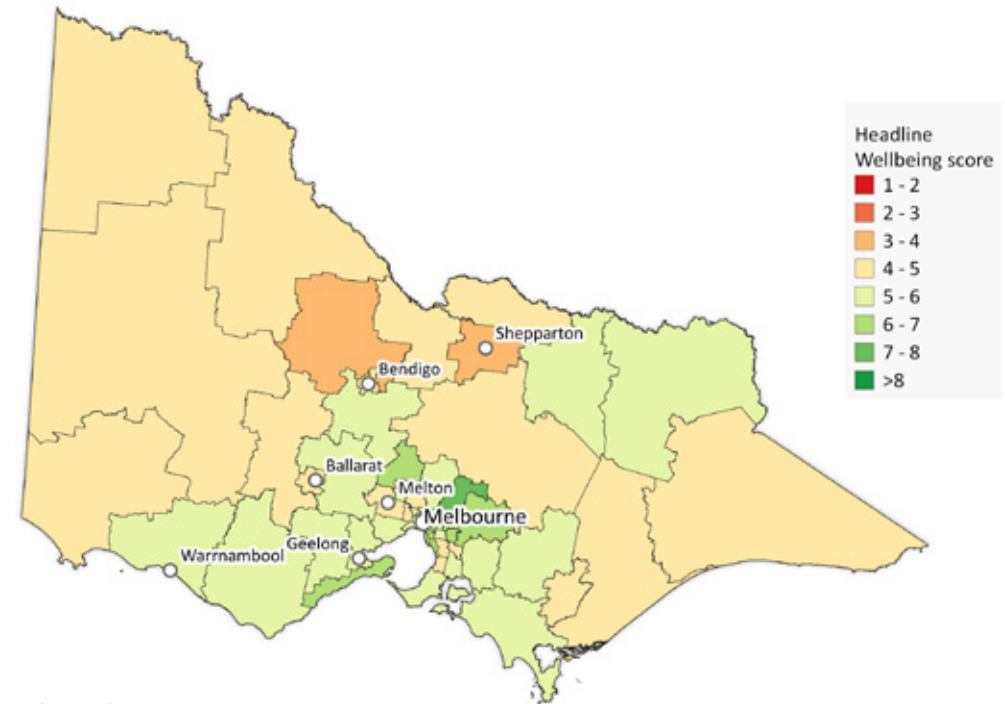 Headline
Wellbeing score
1 - 2
2 - 3
3 - 4
4 - 5
5 - 6
6 - 7
7 - 8
>8
Shepparton
Bendigo
Ballarat
Melton
Melbourne
Geelong
Warrnambool